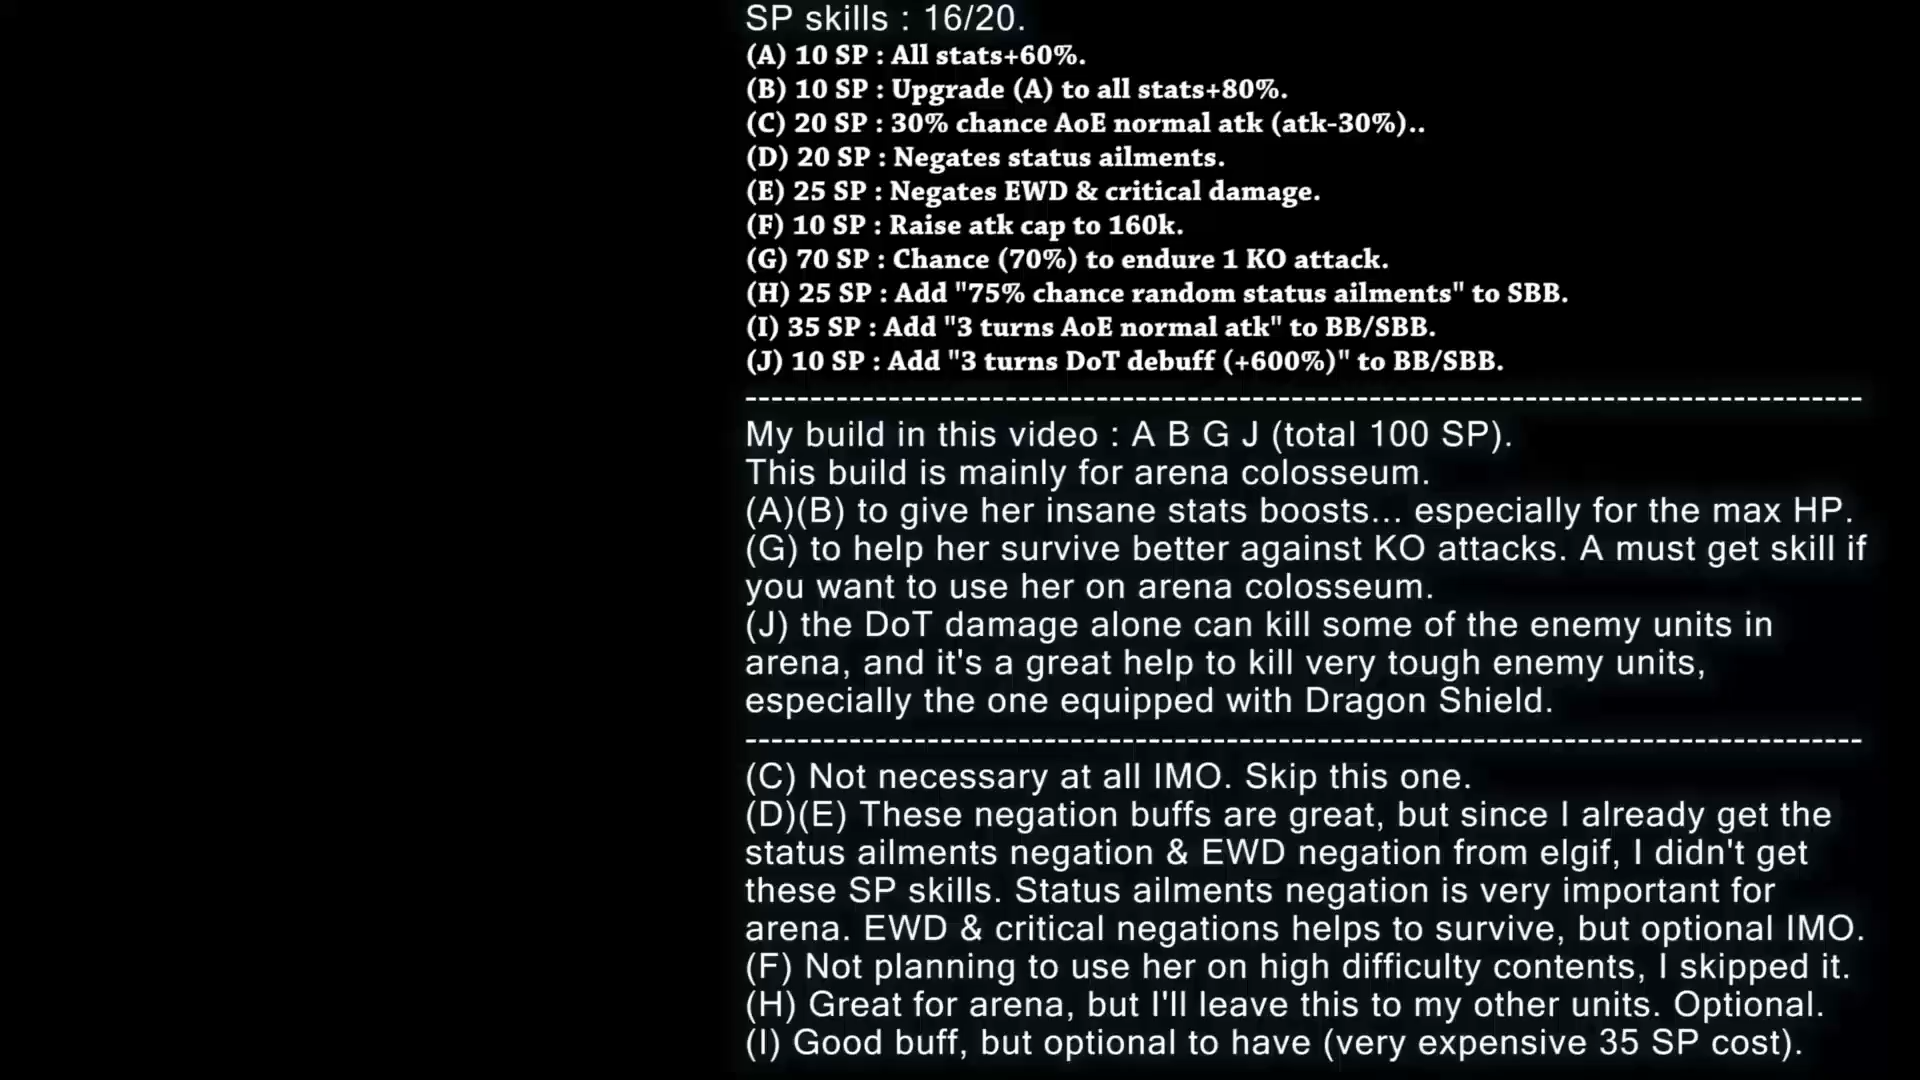 SP skills : 16/20.
(A) 10 SP : All stats+60%.
(B) 10 SP : Upgrade (A) to all stats+80%.
(C) 20 SP : 30% chance AoE normal atk (atk-30%)..
(D) 20 SP : Negates status ailments.
(E) 25 SP : Negates EWD & critical damage.
(F) 10 SP : Raise atk cap to 160k.
(G) 70 SP : Chance (70%) to endure 1 KO attack.
(H) 25 SP : Add "75% chance random status ailments" to SBB.
(I) 35 SP : Add "3 turns AoE normal atk" to BB/SBB.
(J) 10 SP : Add "3 turns DoT debuff (+600%)" to BB/SBB.
--------------------------------------------------------------------------------------
My build in this video : A B G J (total 100 SP).
This build is mainly for arena colosseum.
(A)(B) to give her insane stats boosts... especially for the max HP.
(G) to help her survive better against KO attacks. A must get skill if
you want to use her on arena colosseum.
(J) the DoT damage alone can kill some of the enemy units in
arena, and it's a great help to kill very tough enemy units,
especially the one equipped with Dragon Shield.
--------------------------------------------------------------------------------------
(C) Not necessary at all IMO. Skip this one.
(D)(E) These negation buffs are great, but since I already get the
status ailments negation & EWD negation from elgif, I didn't get
these SP skills. Status ailments negation is very important for
arena. EWD & critical negations helps to survive, but optional IMO.
(F) Not planning to use her on high difficulty contents, I skipped it.
(H) Great for arena, but I'll leave this to my other units. Optional.
(I) Good buff, but optional to have (very expensive 35 SP cost).